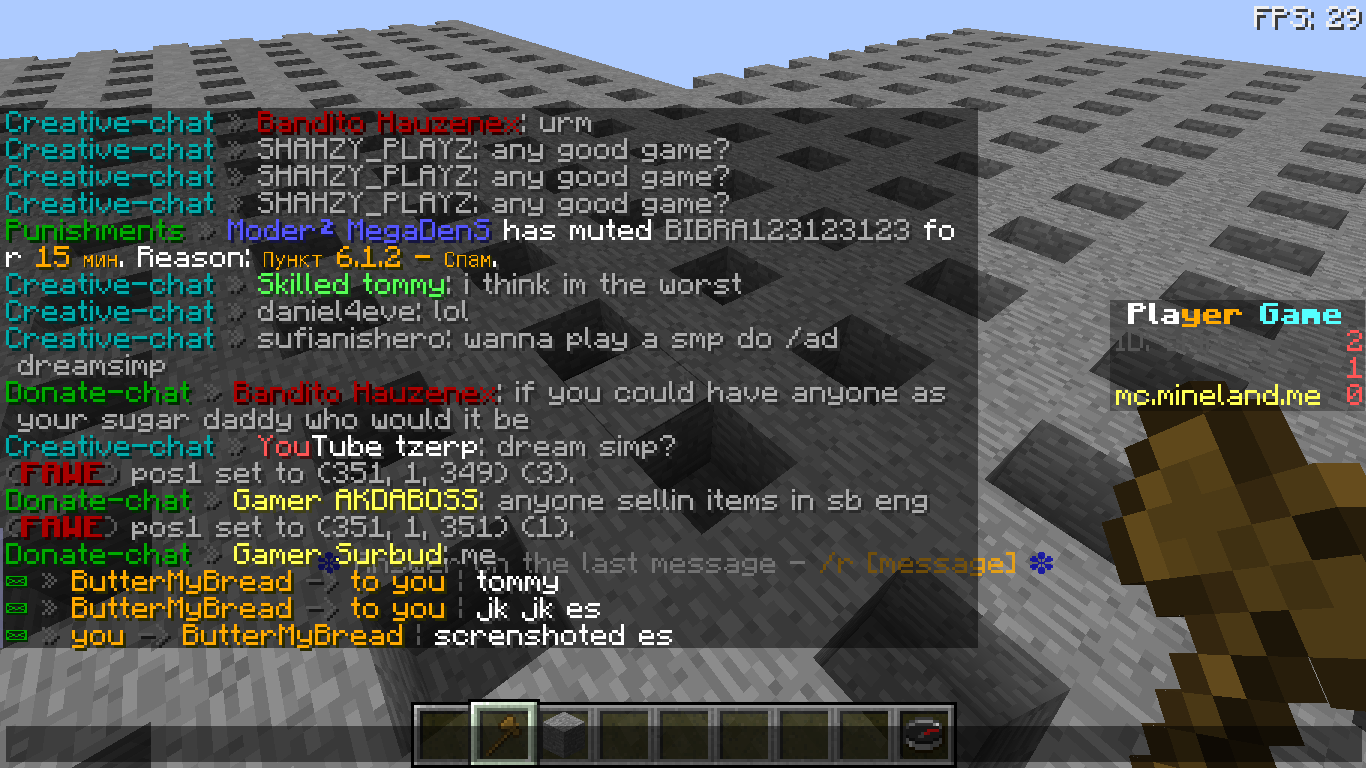 FPS: 29
Creative-chat » Bandito Hauzenex: urm
Creative-chat » SHAHZY_PLAYZ: any good game?
Creative-chat » SHAHZY_PLAYZ: any good game?
Creative-chat » SHAHZY_PLAYZ: any good game?
Punishments » Moder² MegaDenS has muted BIBRA123123123 fo
r 15 мин. Reason: Пункт 6.1.2 - Спам.
Creative-chat » Skilled tommy: i think im the worst
Creative-chat » daniel4eve: lol
Creative-chat » sufianishero: wanna play a smp do /ad
dreamsimp
Donate-chat » Bandito Hauzenex: if you could have anyone as
your sugar daddy who would it be
Creative-chat » YouTube tzerp: dream simp?
(FAWE) pos1 set to (351, 1, 349) (3).
Donate-chat » Gamer AKDABOSS: anyone sellin items in sb eng
(FAWE) pos1 set to (351, 1, 351) (1).
Donate-chat » Gamer Surbud: me
the last message - /r [message]
✉ » ButterMyBread -> to you | tommy
✉ » ButterMyBread -> to you | jk jk es
✉ » you -> ButterMyBread | screnshoted es
Player Game
ID: 2
1
mc.mineland.me 0